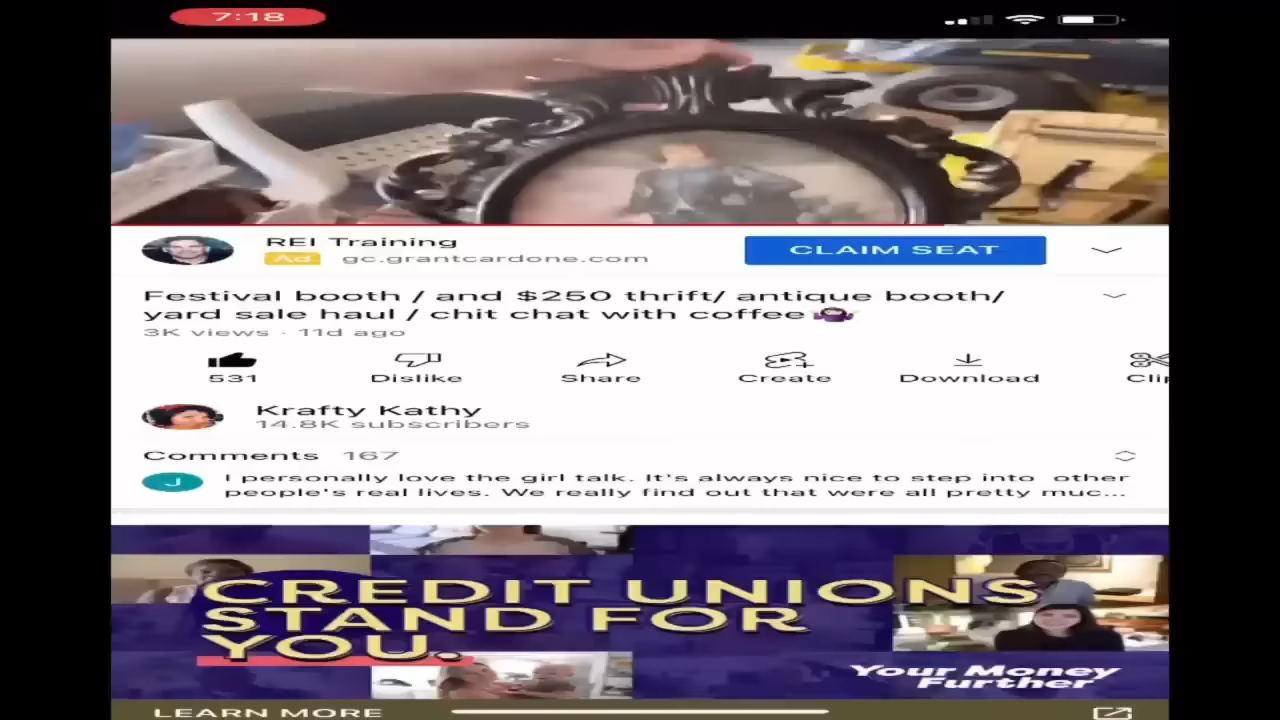 7:18
REI Training
Ad gc.grantcardone.com
CLAIM SEAT
Festival booth / and $250 thrift/ antique booth/
yard sale haul / chit chat with coffee🤷🏻‍♀️
3K views · 11d ago
531 Dislike Share Create Download Clip
Krafty Kathy
14.8K subscribers
Comments 167
J
I personally love the girl talk. It's always nice to step into other
people's real lives. We really find out that were all pretty muc...
CREDIT UNIONS
STAND FOR
YOU.
Your Money
Further
LEARN MORE